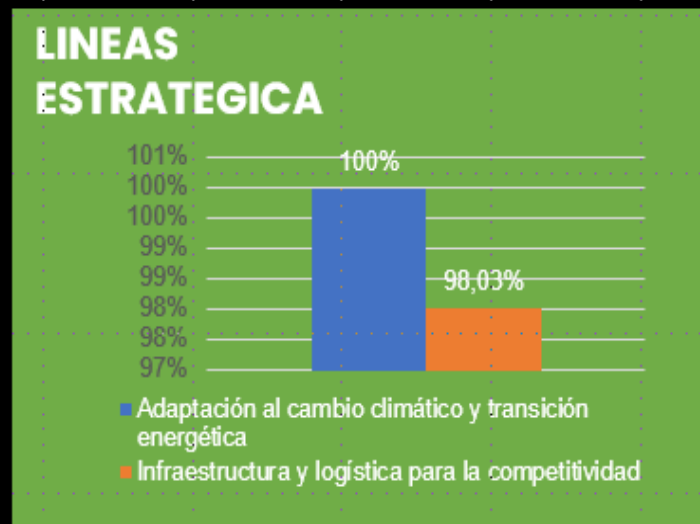 LINEAS
ESTRATEGICA
101%
100%
100%
100%
99%
99%
98,03%
98%
98%
97%
Adaptación al cambio climático y transición
energética
Infraestructura y logística para la competitividad